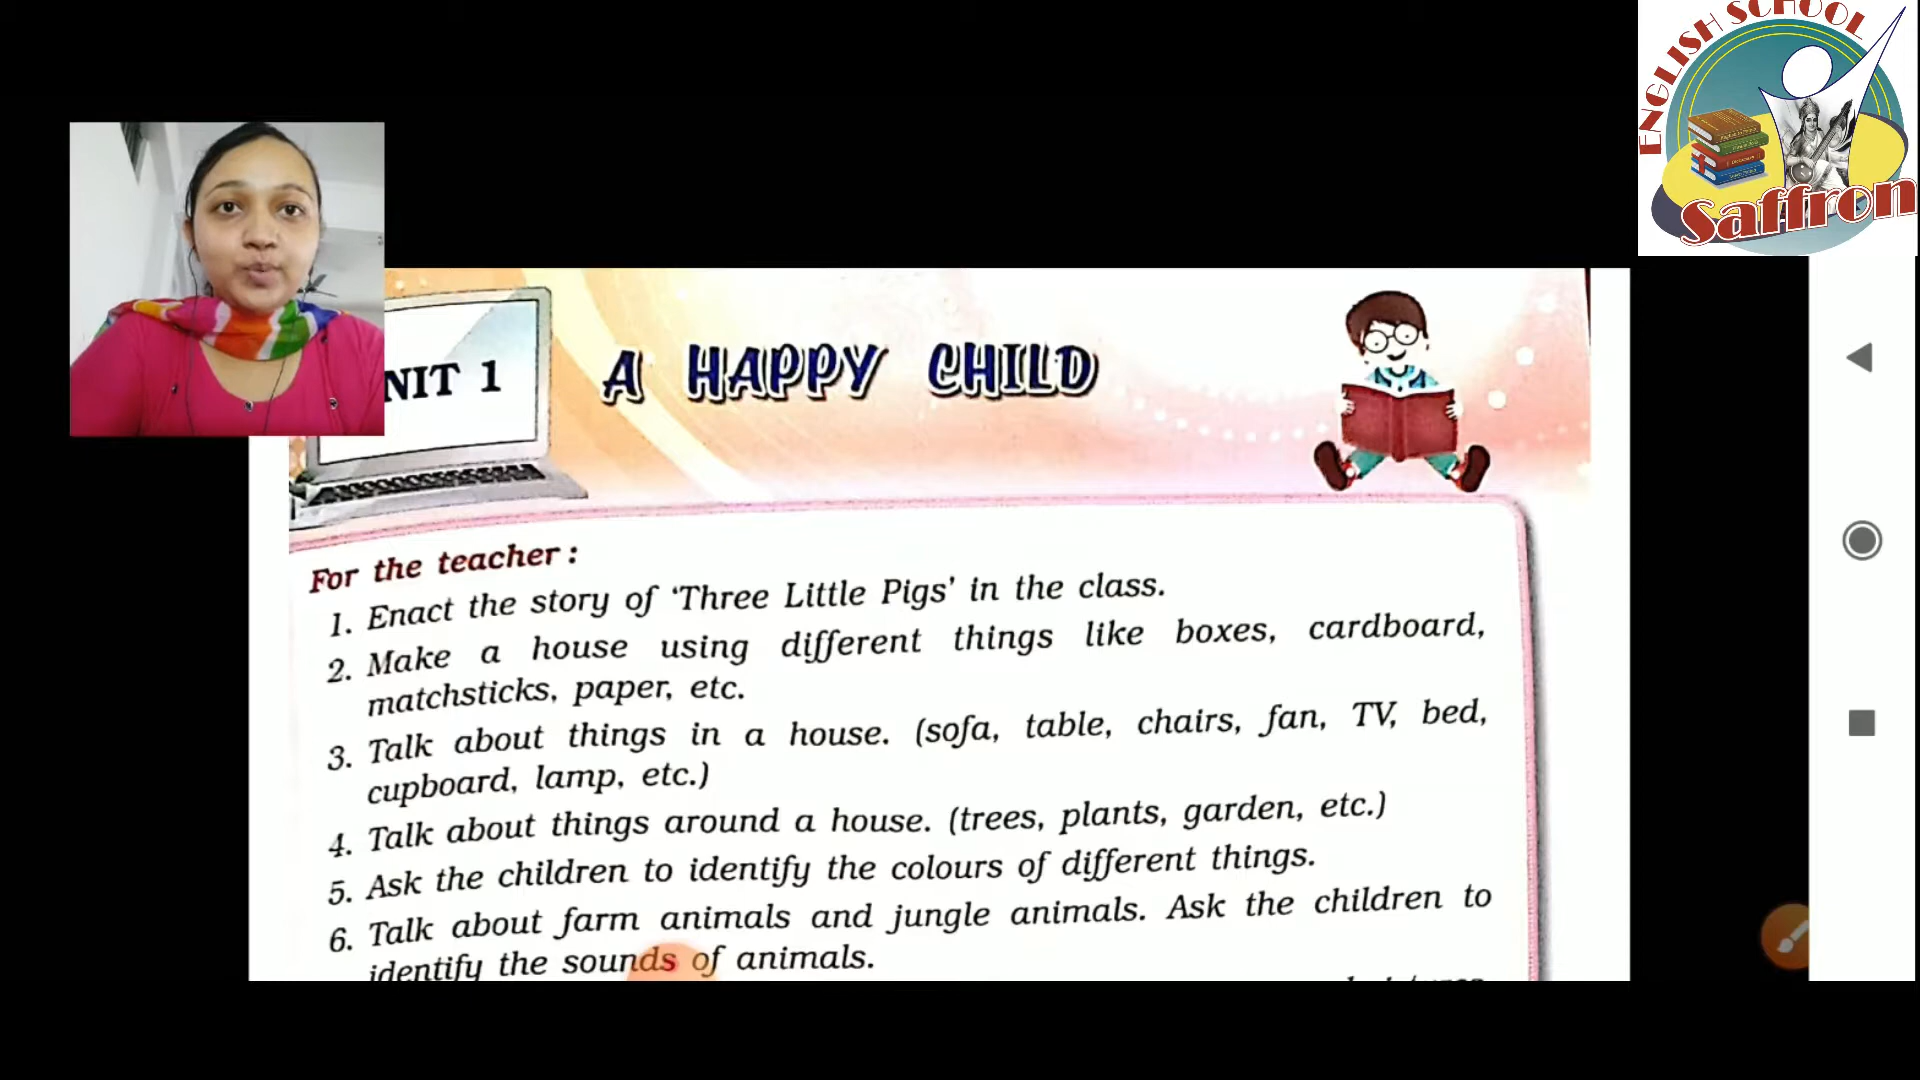 ENGLISH SCHOOL
Saffron
NIT 1
A HAPPY CHILD
For the teacher :
1. Enact the story of ‘Three Little Pigs’ in the class.
2. Make a house using different things like boxes, cardboard,
matchsticks, paper, etc.
3. Talk about things in a house. (sofa, table, chairs, fan, TV, bed,
cupboard, lamp, etc.)
4. Talk about things around a house. (trees, plants, garden, etc.)
5. Ask the children to identify the colours of different things.
6. Talk about farm animals and jungle animals. Ask the children to
identify the sounds of animals.